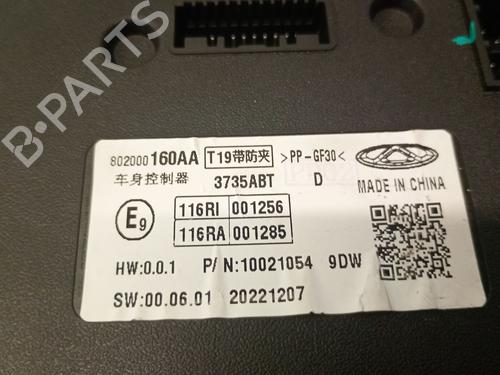 B-PARTS
802000160AA T19带防夹 >PP-GF30<
车身控制器 3735ABT D
MADE IN CHINA
E9
116RI 001256
116RA 001285
HW:0.0.1 P/N:10021054 9DW
SW:00.06.01 20221207